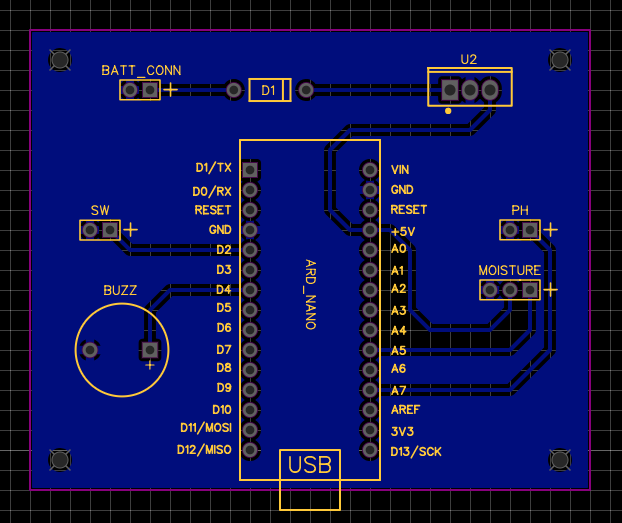 U2
BATT_CONN
+
D1
D1/TX
VIN
D0/RX
GND
RESET
RESET
SW
PH
+
GND
+5V
+
D2
A0
D3
A1
MOISTURE
BUZZ
D4
A2
+
D5
A3
D6
A4
ARD_NANO
D7
A5
+
D8
A6
D9
A7
D10
AREF
D11/MOSI
3V3
D12/MISO
D13/SCK
USB